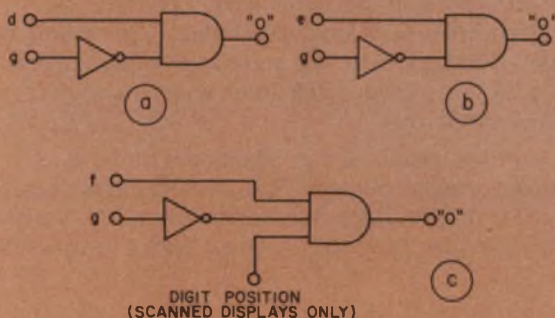 d "O"
g
a
e "O"
g
b
f
g "O"
c
DIGIT POSITION
(SCANNED DISPLAYS ONLY)